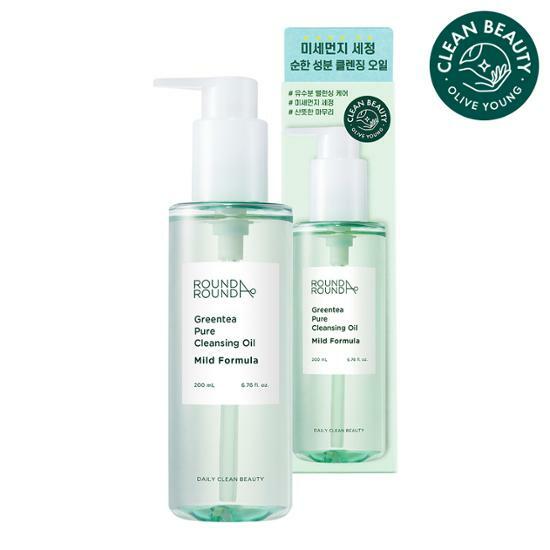 CLEAN BEAUTY
OLIVE YOUNG
미세먼지 세정
순한 성분 클렌징 오일
# 유수분 밸런싱 케어
# 미세먼지 세정
# 산뜻한 마무리
CLEAN BEAUTY
OLIVE YOUNG
ROUND A
ROUND
Greentea
Pure
Cleansing Oil
Mild Formula
200 mL 6.76 fl. oz.
DAILY CLEAN BEAUTY
ROUND A
ROUND
Greentea
Pure
Cleansing Oil
Mild Formula
200 mL 6.76 fl. oz.
DAILY CLEAN BEAUTY